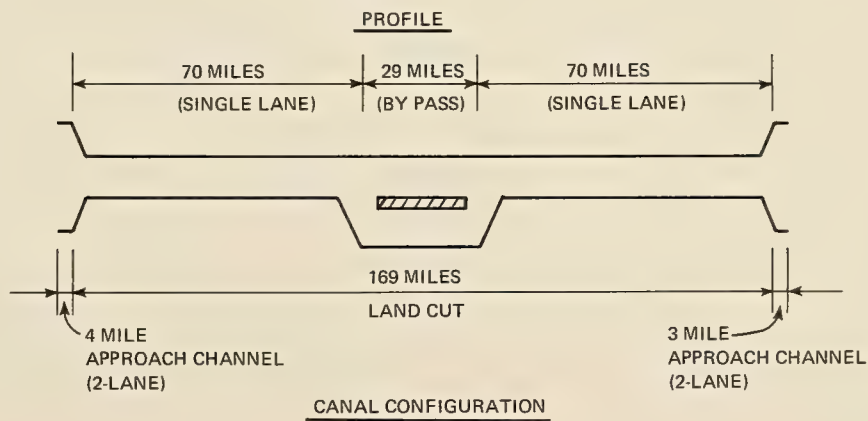 PROFILE
70 MILES
(SINGLE LANE)
29 MILES
(BY PASS)
70 MILES
(SINGLE LANE)
169 MILES
LAND CUT
4 MILE
APPROACH CHANNEL
(2-LANE)
3 MILE
APPROACH CHANNEL
(2-LANE)
CANAL CONFIGURATION